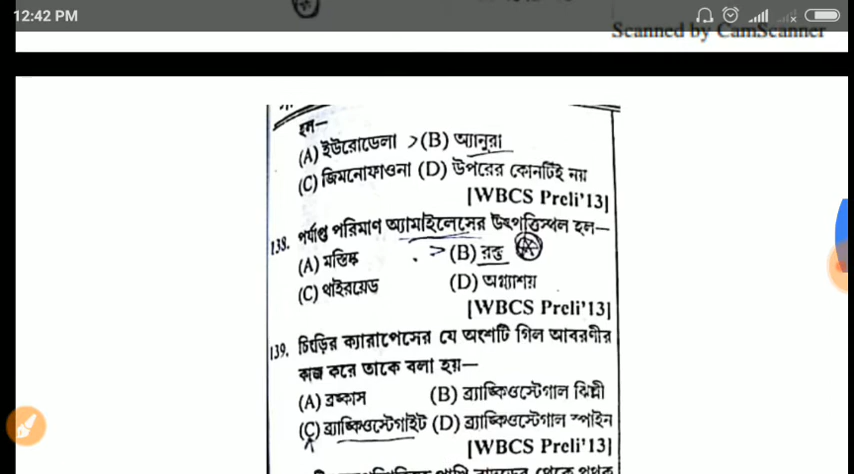 12:42 PM
Scanned by CamScanner
হল—
(A) ইউরোডেলা >(B) অ্যানুরা
(C) জিমনোফাওনা (D) উপরের কোনটিই নয়
[WBCS Preli'13]
138. পর্যাপ্ত পরিমাণ অ্যামাইলেসের উৎপত্তিস্থল হল—
(A) মস্তিষ্ক > (B) রক্ত
(C) থাইরয়েড (D) অগ্ন্যাশয়
[WBCS Preli'13]
139. চিংড়ির ক্যারাপেসের যে অংশটি গিল আবরণীর
কাজ করে তাকে বলা হয়—
(A) ব্রঙ্কাস (B) ব্র্যাঙ্কিওস্টেগাল ঝিল্লী
(C) ব্র্যাঙ্কিওস্টেগাইট (D) ব্র্যাঙ্কিওস্টেগাল স্পাইন
[WBCS Preli'13]